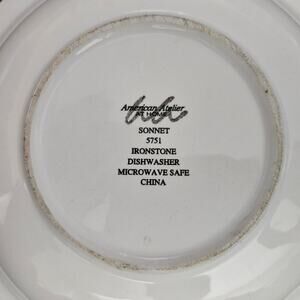 American Atelier
AT HOME
SONNET
5751
IRONSTONE
DISHWASHER
MICROWAVE SAFE
CHINA